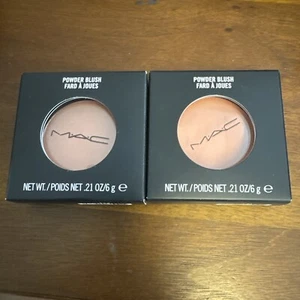 POWDER BLUSH
FARD À JOUES
MAC
NET WT./POIDS NET .21 OZ/6 g ℮
POWDER BLUSH
FARD À JOUES
MAC
NET WT./POIDS NET .21 OZ/6 g ℮